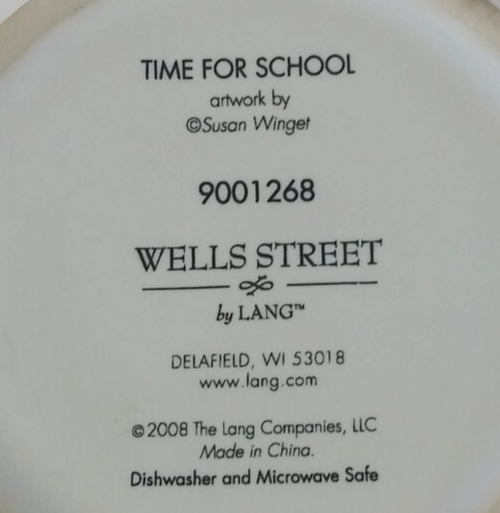 TIME FOR SCHOOL
artwork by
©Susan Winget
9001268
WELLS STREET
by LANG™
DELAFIELD, WI 53018
www.lang.com
©2008 The Lang Companies, LLC
Made in China.
Dishwasher and Microwave Safe